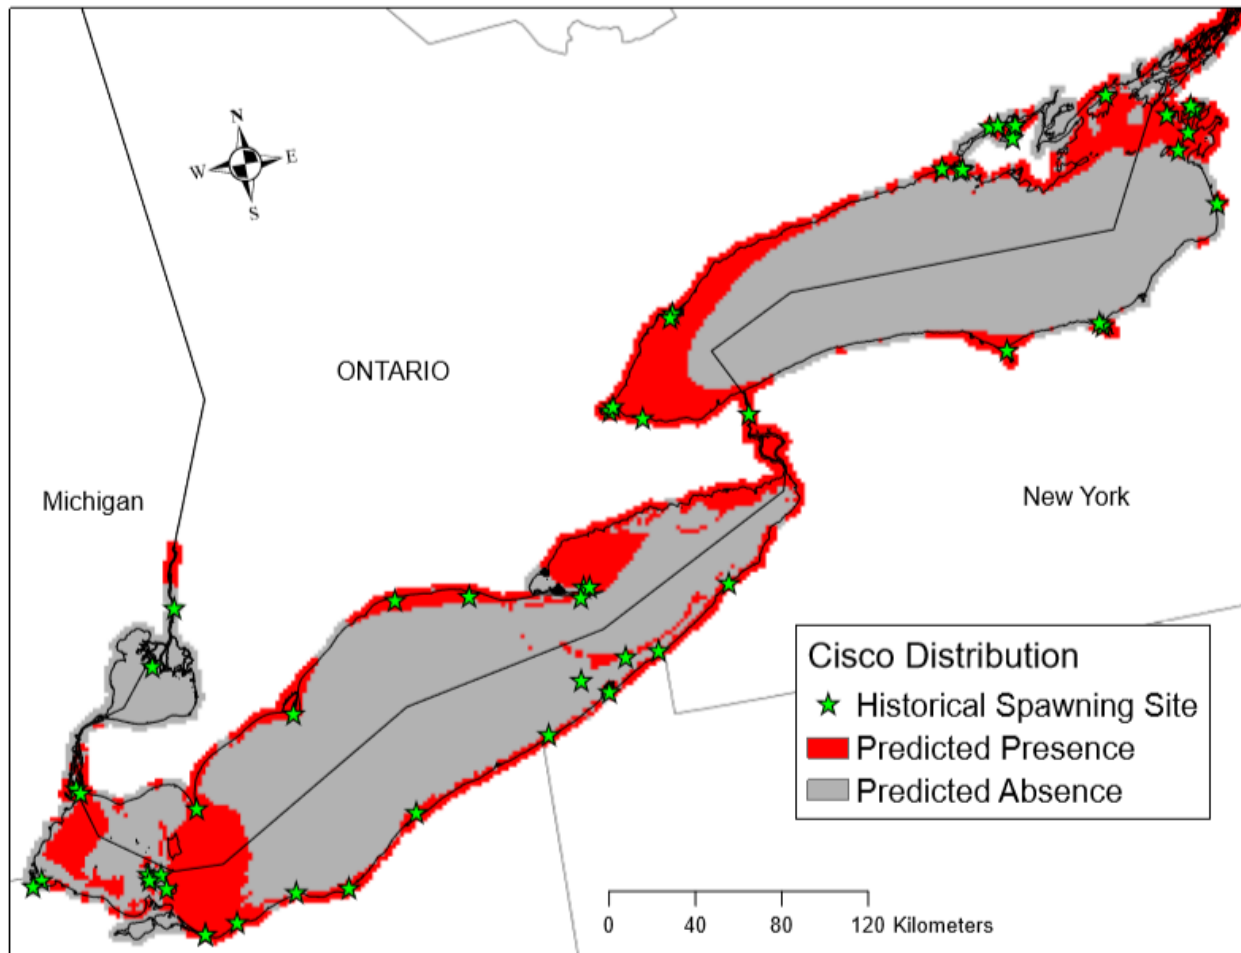 N
W E
S
ONTARIO
Michigan
New York
Cisco Distribution
Historical Spawning Site
Predicted Presence
Predicted Absence
0 40 80 120 Kilometers